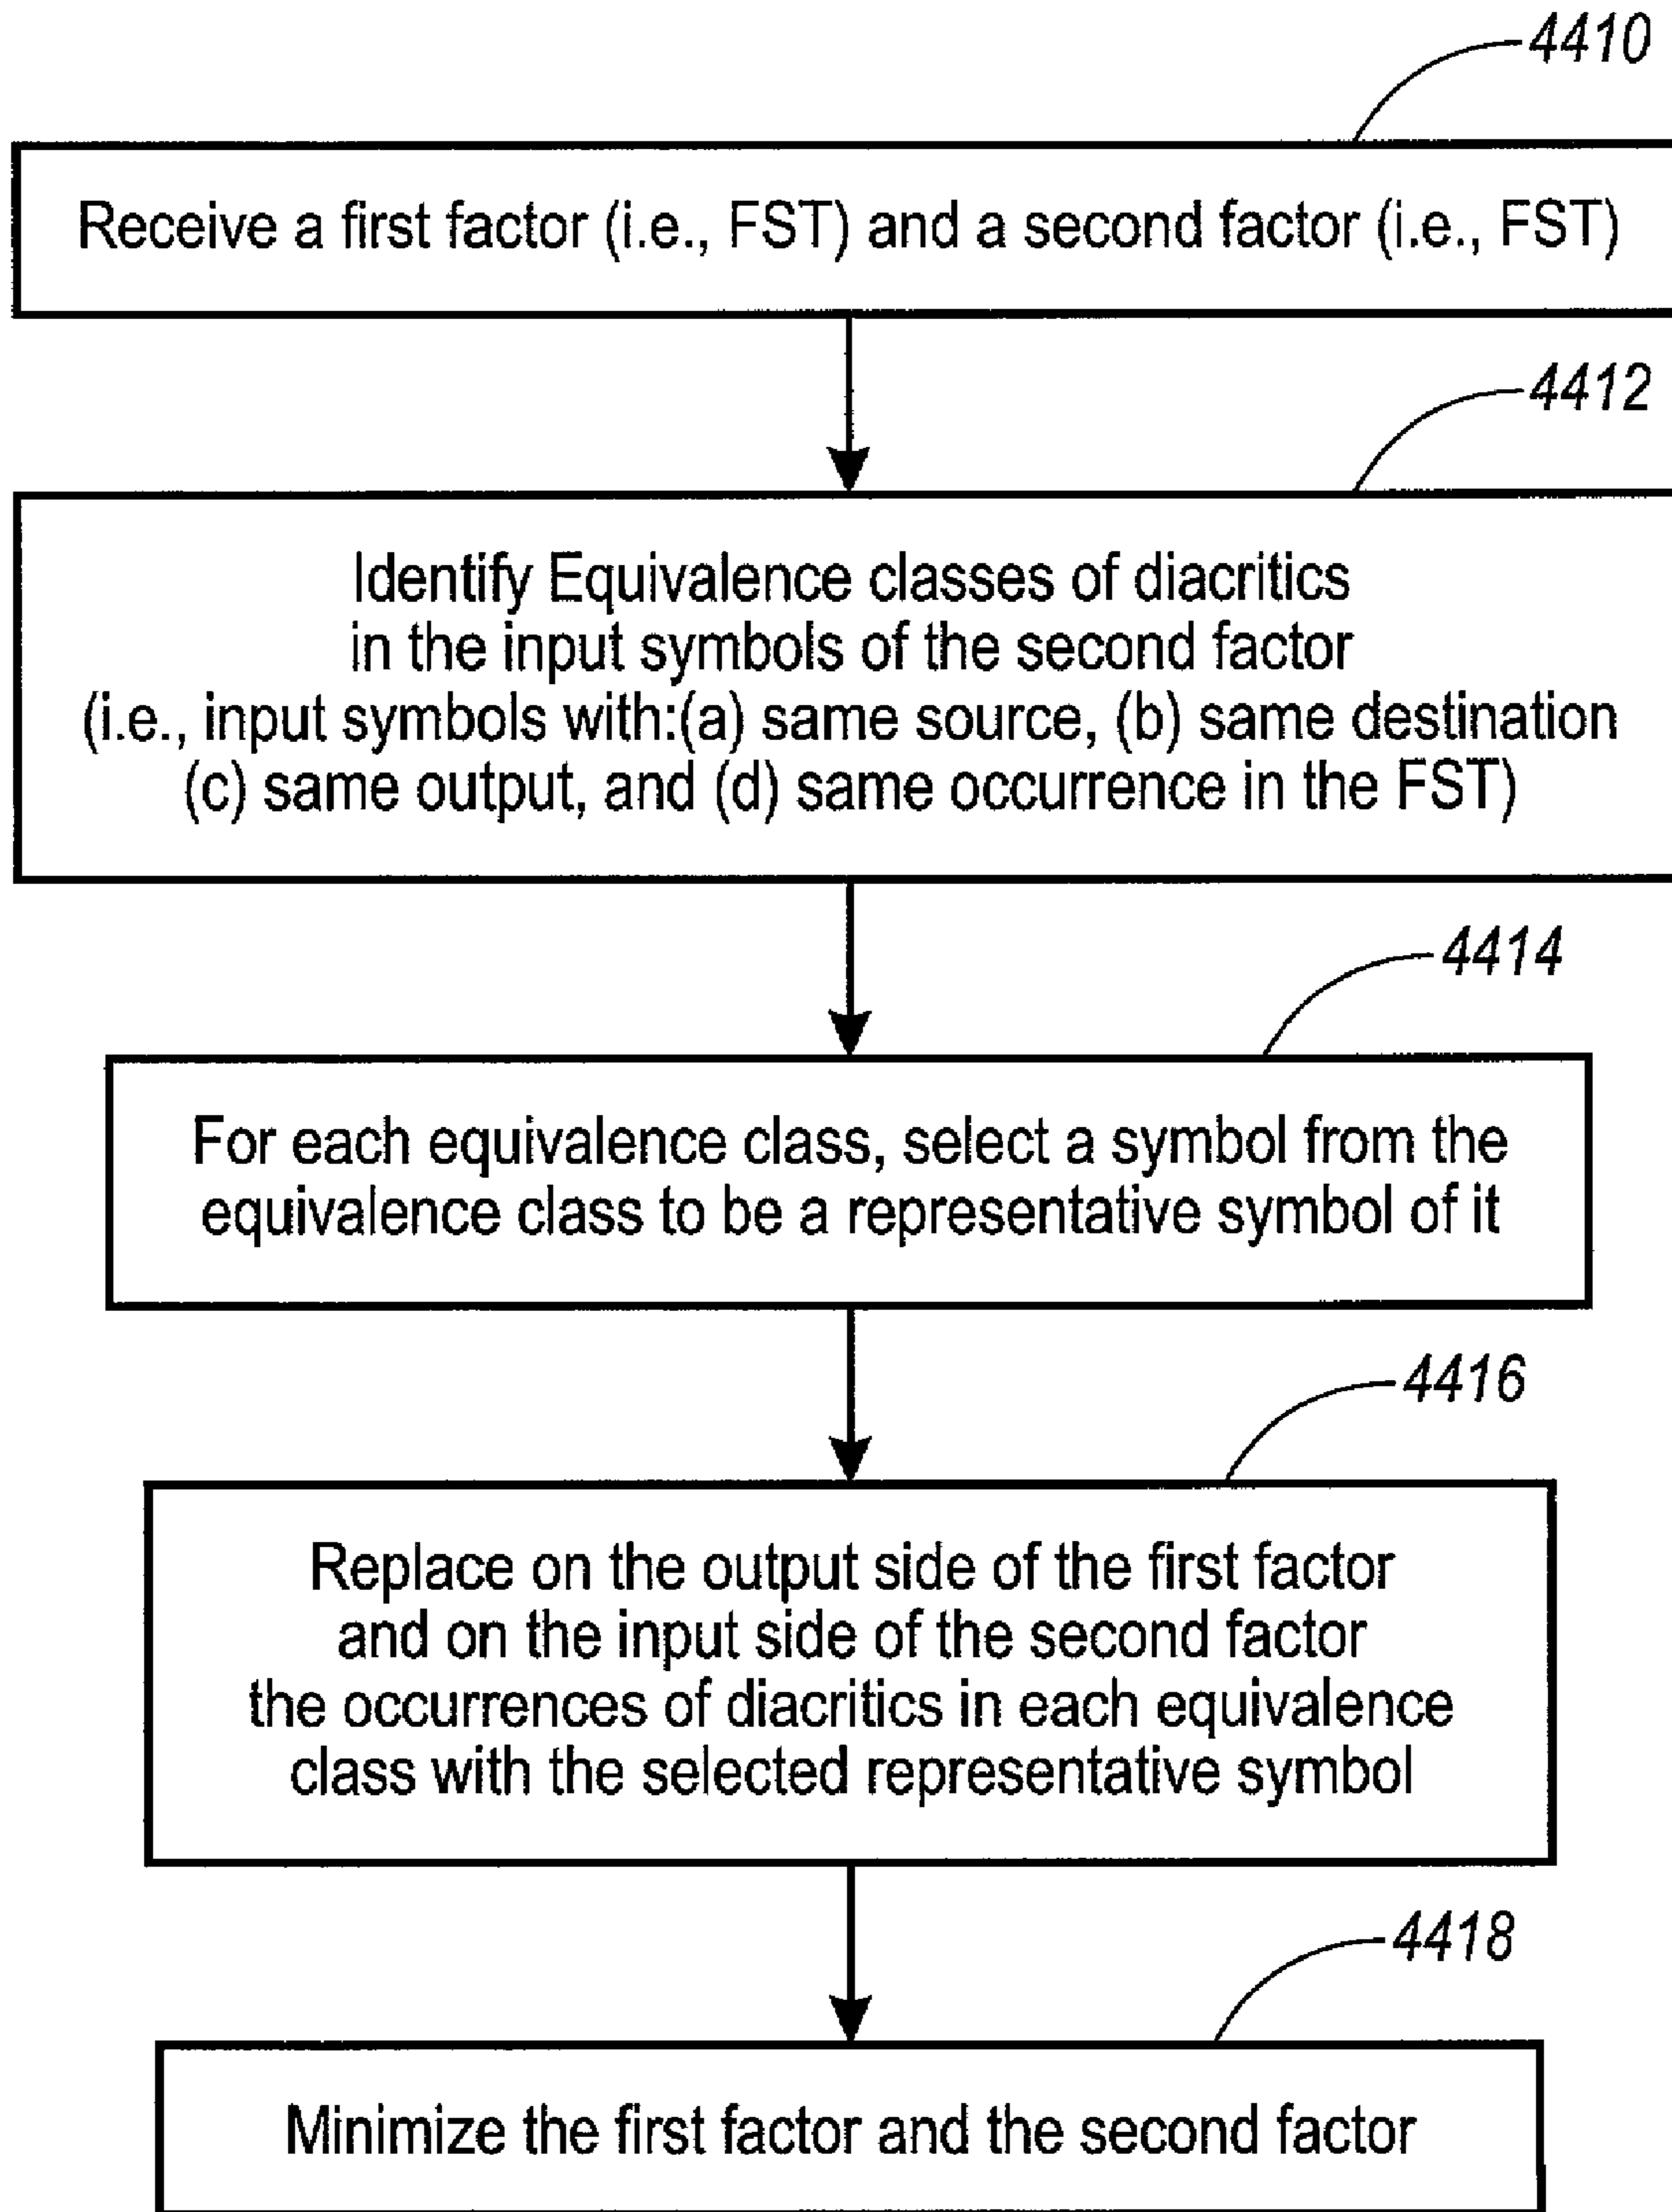 4410
Receive a first factor (i.e., FST) and a second factor (i.e., FST)
4412
Identify Equivalence classes of diacritics
in the input symbols of the second factor
(i.e., input symbols with:(a) same source, (b) same destination
(c) same output, and (d) same occurrence in the FST)
4414
For each equivalence class, select a symbol from the
equivalence class to be a representative symbol of it
4416
Replace on the output side of the first factor
and on the input side of the second factor
the occurrences of diacritics in each equivalence
class with the selected representative symbol
4418
Minimize the first factor and the second factor